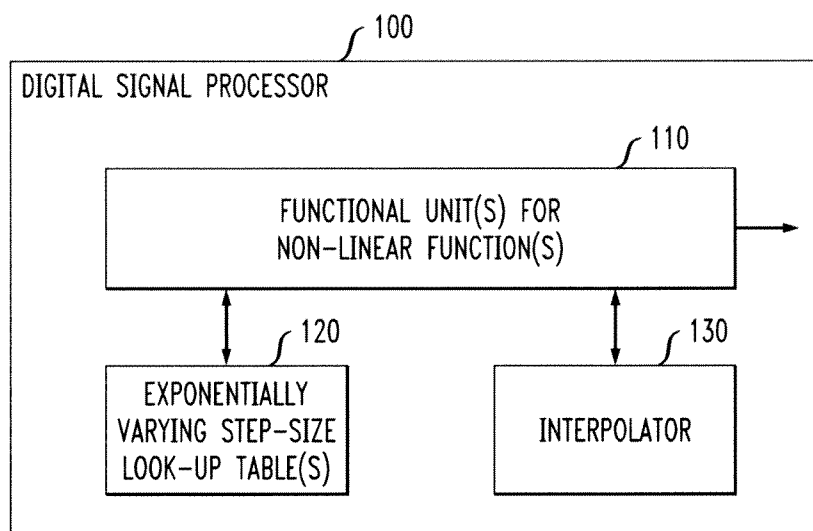 100
DIGITAL SIGNAL PROCESSOR
110
FUNCTIONAL UNIT(S) FOR
NON-LINEAR FUNCTION(S)
120
EXPONENTIALLY
VARYING STEP-SIZE
LOOK-UP TABLE(S)
130
INTERPOLATOR